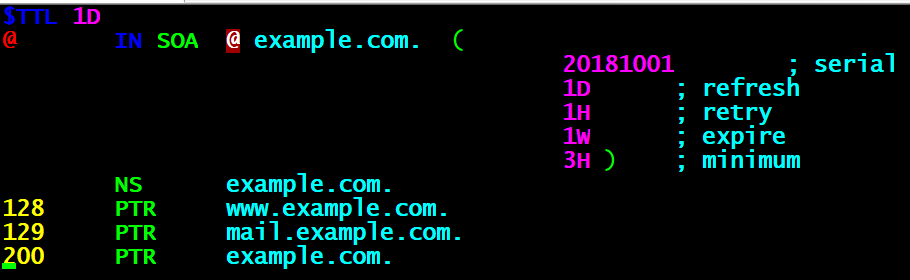 $TTL 1D
@ IN SOA @ example.com. (
20181001 ; serial
1D ; refresh
1H ; retry
1W ; expire
3H ) ; minimum
NS example.com.
128 PTR www.example.com.
129 PTR mail.example.com.
200 PTR example.com.